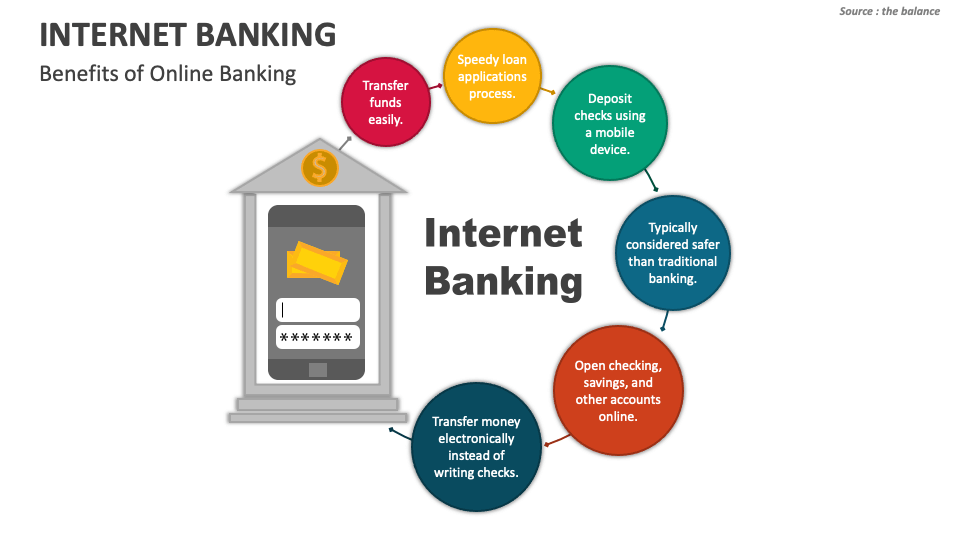 INTERNET BANKING
Benefits of Online Banking
Source : the balance
Transfer
funds
easily.
Speedy loan
applications
process.
Deposit
checks using
a mobile
device.
Typically
considered safer
than traditional
banking.
Open checking,
savings, and
other accounts
online.
Transfer money
electronically
instead of
writing checks.
Internet
Banking
$
*******